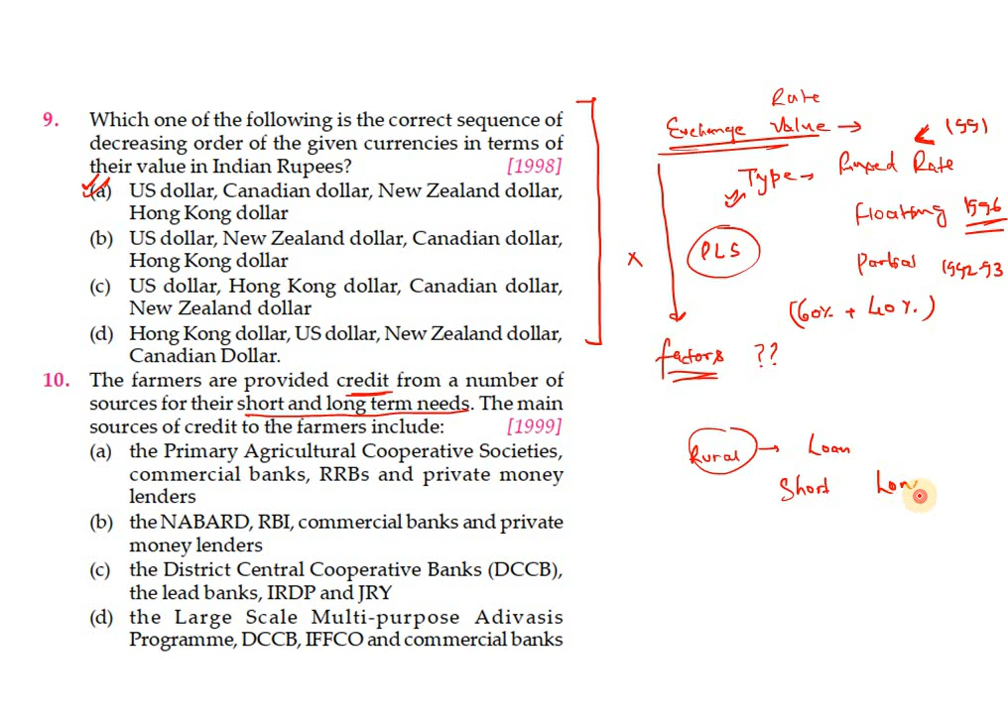 9. Which one of the following is the correct sequence of
decreasing order of the given currencies in terms of
their value in Indian Rupees? [1998]
(a) US dollar, Canadian dollar, New Zealand dollar,
Hong Kong dollar
(b) US dollar, New Zealand dollar, Canadian dollar,
Hong Kong dollar
(c) US dollar, Hong Kong dollar, Canadian dollar,
New Zealand dollar
(d) Hong Kong dollar, US dollar, New Zealand dollar,
Canadian Dollar.
10. The farmers are provided credit from a number of
sources for their short and long term needs. The main
sources of credit to the farmers include: [1999]
(a) the Primary Agricultural Cooperative Societies,
commercial banks, RRBs and private money
lenders
(b) the NABARD, RBI, commercial banks and private
money lenders
(c) the District Central Cooperative Banks (DCCB),
the lead banks, IRDP and JRY
(d) the Large Scale Multi-purpose Adivasis
Programme, DCCB, IFFCO and commercial banks
Rate
Exchange Value → 1991
Type → Rate
Floating 1996
PLS
Partial 1992-93
(60% + 40%)
factors ??
Rural → Loan
Short Lon